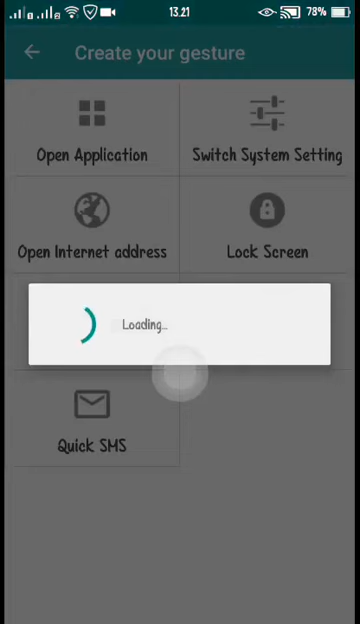 13.21
78%
Create your gesture
Open Application
Switch System Setting
Open Internet address
Lock Screen
Loading...
Quick SMS